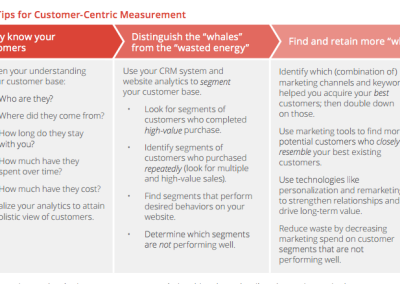 Tips for Customer-Centric Measurement
y know your
omers
Distinguish the “whales”
from the “wasted energy”
Find and retain more “w
en your understanding
ur customer base:
Who are they?
Where did they come from?
How long do they stay
with you?
How much have they
spent over time?
How much have they cost?
alize your analytics to attain
olistic view of customers.
Use your CRM system and
website analytics to segment
your customer base.
• Look for segments of
customers who completed
high-value purchase.
• Identify segments of
customers who purchased
repeatedly (look for multiple
and high-value sales).
• Find segments that perform
desired behaviors on your
website.
• Determine which segments
are not performing well.
Identify which (combination of)
marketing channels and keywor
helped you acquire your best
customers; then double down
on those.
Use marketing tools to find mor
potential customers who closely
resemble your best existing
customers.
Use technologies like
personalization and remarketing
to strengthen relationships and
drive long-term value.
Reduce waste by decreasing
marketing spend on customer
segments that are not
performing well.